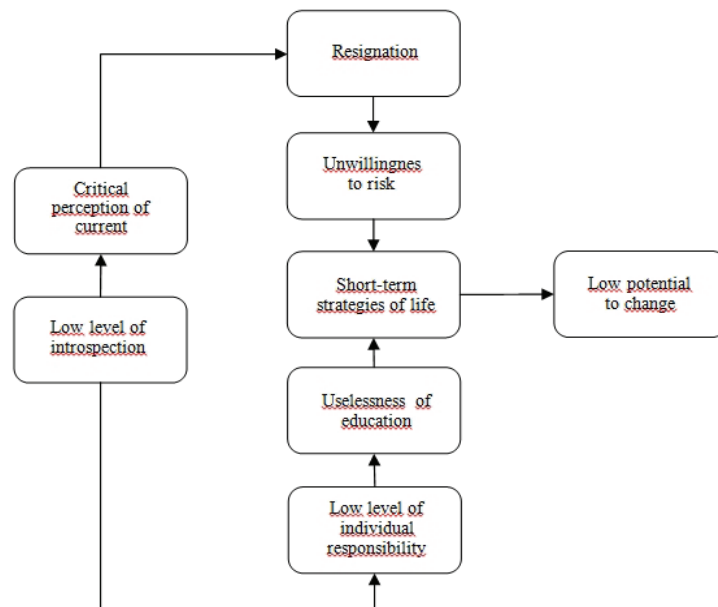 Resignation
Unwillingnes
to risk
Critical
perception of
current
Short-term
strategies of life
Low potential
to change
Low level of
introspection
Uselessness of
education
Low level of
individual
responsibility